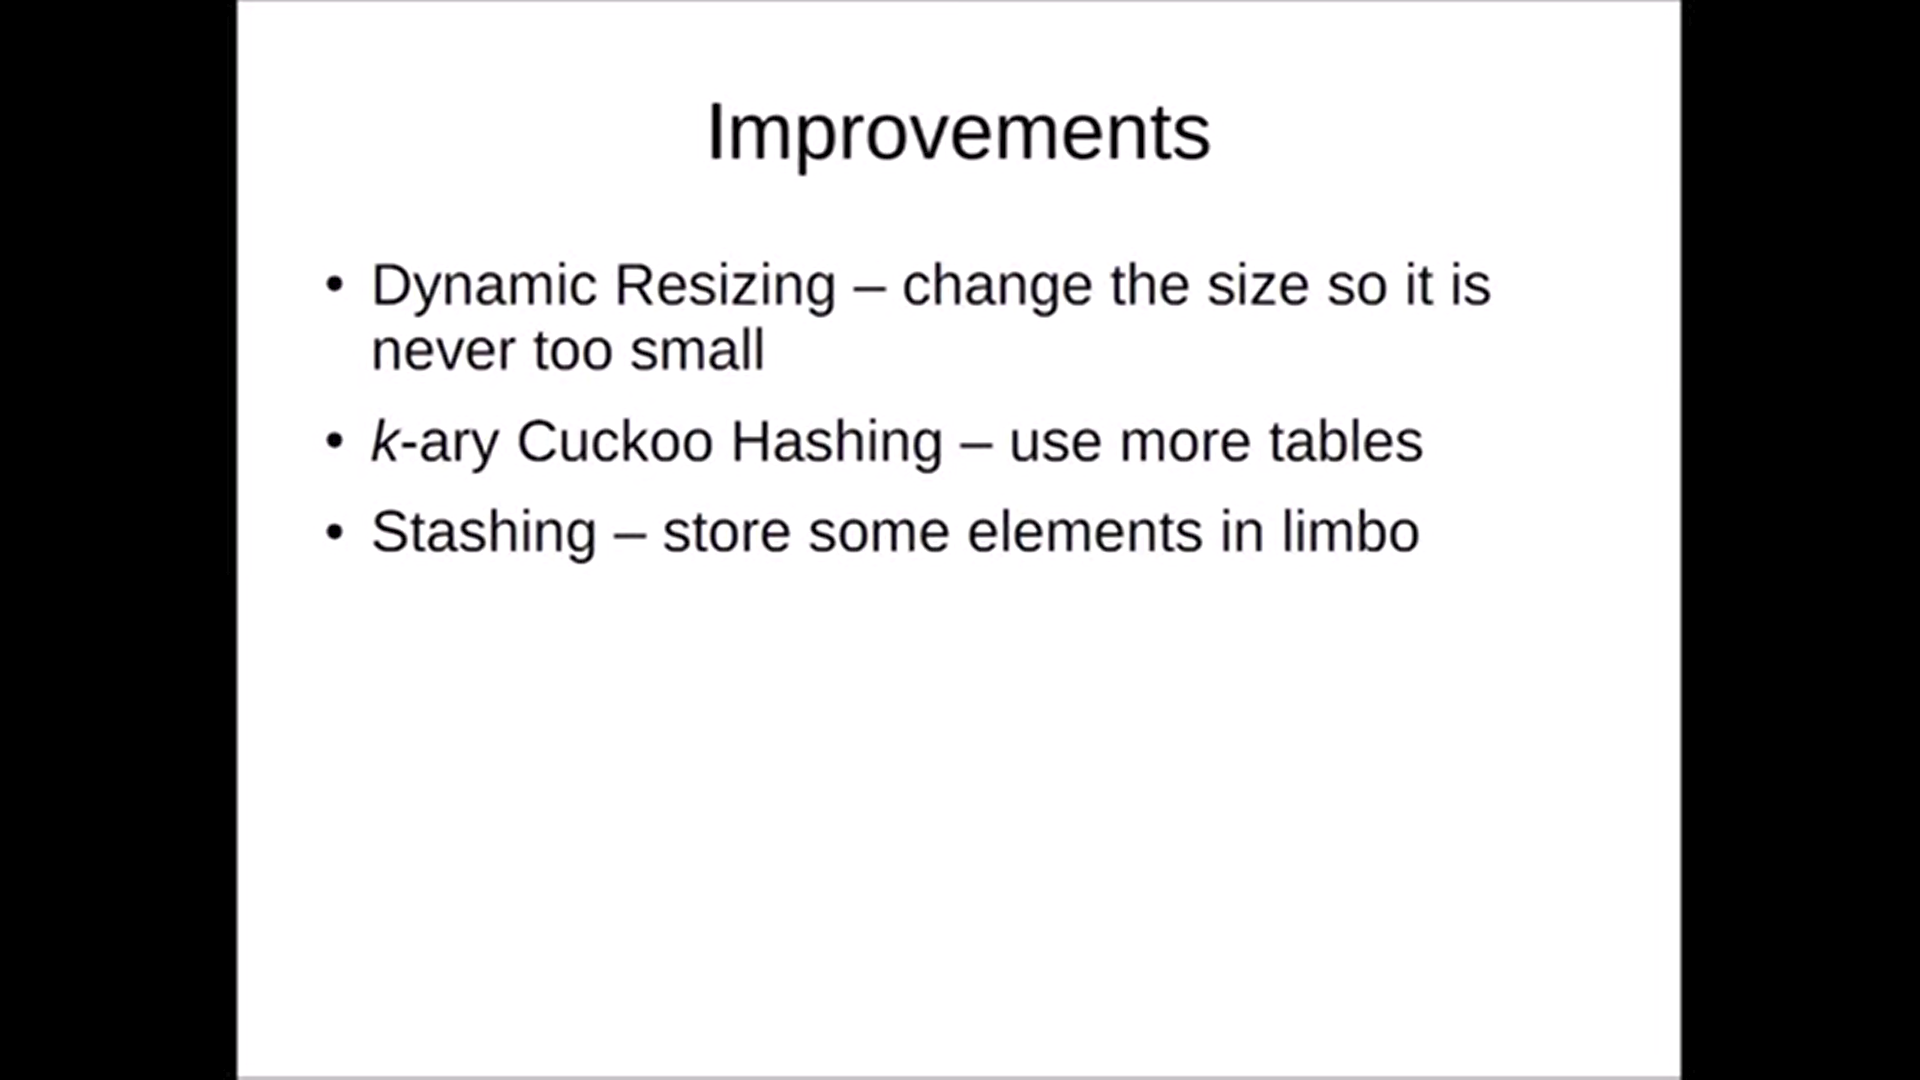 Improvements
• Dynamic Resizing – change the size so it is
never too small
• k-ary Cuckoo Hashing – use more tables
• Stashing – store some elements in limbo